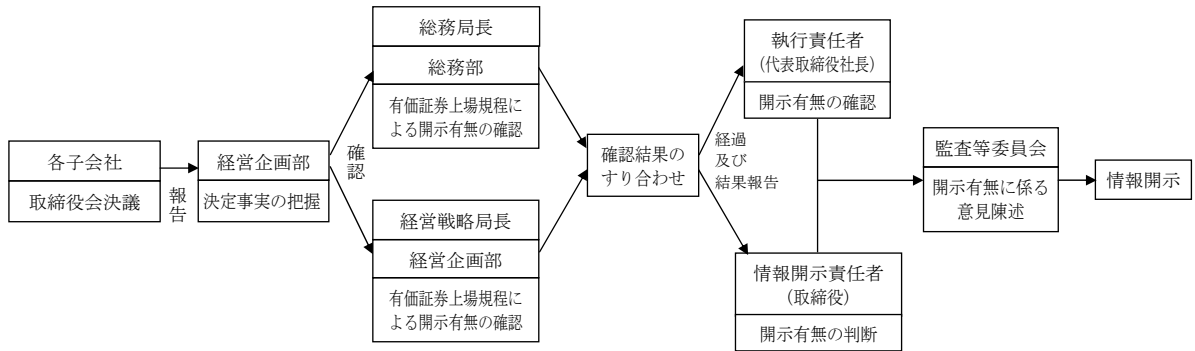 各子会社
取締役会決議
報告
経営企画部
決定事実の把握
確認
総務局長
総務部
有価証券上場規程に
よる開示有無の確認
経営戦略局長
経営企画部
有価証券上場規程に
よる開示有無の確認
確認結果の
すり合わせ
経過
及び
結果報告
執行責任者
(代表取締役社長)
開示有無の確認
情報開示責任者
(取締役)
開示有無の判断
監査等委員会
開示有無に係る
意見陳述
情報開示